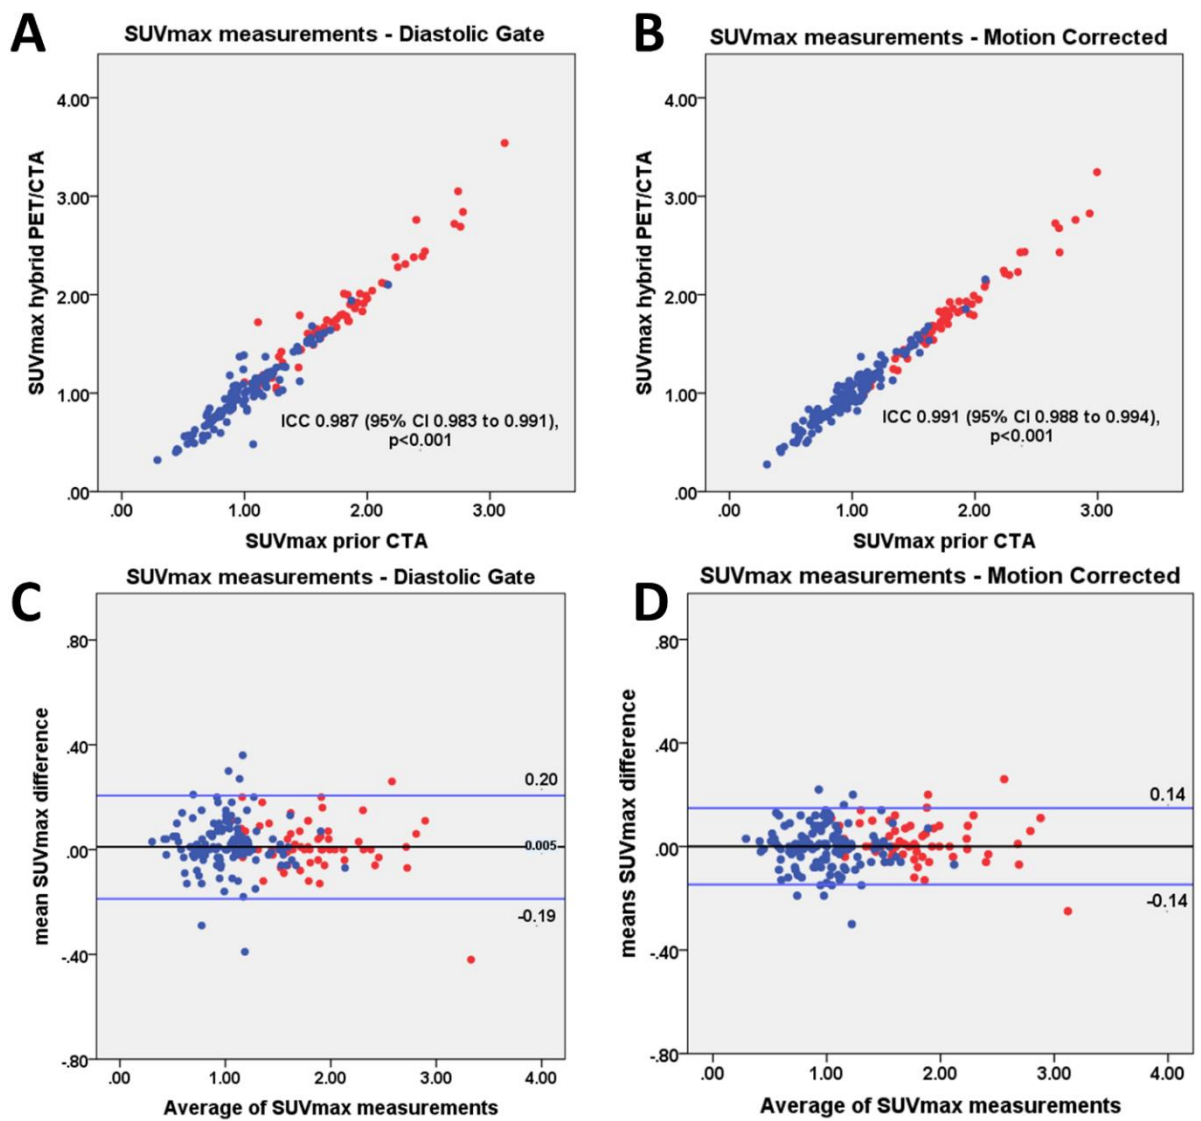 A
SUVmax measurements - Diastolic Gate
SUVmax hybrid PET/CTA
4.00
3.00
2.00
1.00
.00
ICC 0.987 (95% CI 0.983 to 0.991),
p<0.001
.00 1.00 2.00 3.00
SUVmax prior CTA
B
SUVmax measurements - Motion Corrected
SUVmax hybrid PET/CTA
4.00
3.00
2.00
1.00
.00
ICC 0.991 (95% CI 0.988 to 0.994),
p<0.001
.00 1.00 2.00 3.00
SUVmax prior CTA
C
SUVmax measurements - Diastolic Gate
mean SUVmax difference
.80
.40
.00
-.40
-.80
0.20
0.005
-0.19
.00 1.00 2.00 3.00 4.00
Average of SUVmax measurements
D
SUVmax measurements - Motion Corrected
means SUVmax difference
.80
.40
.00
-.40
-.80
0.14
-0.14
.00 1.00 2.00 3.00 4.00
Average of SUVmax measurements